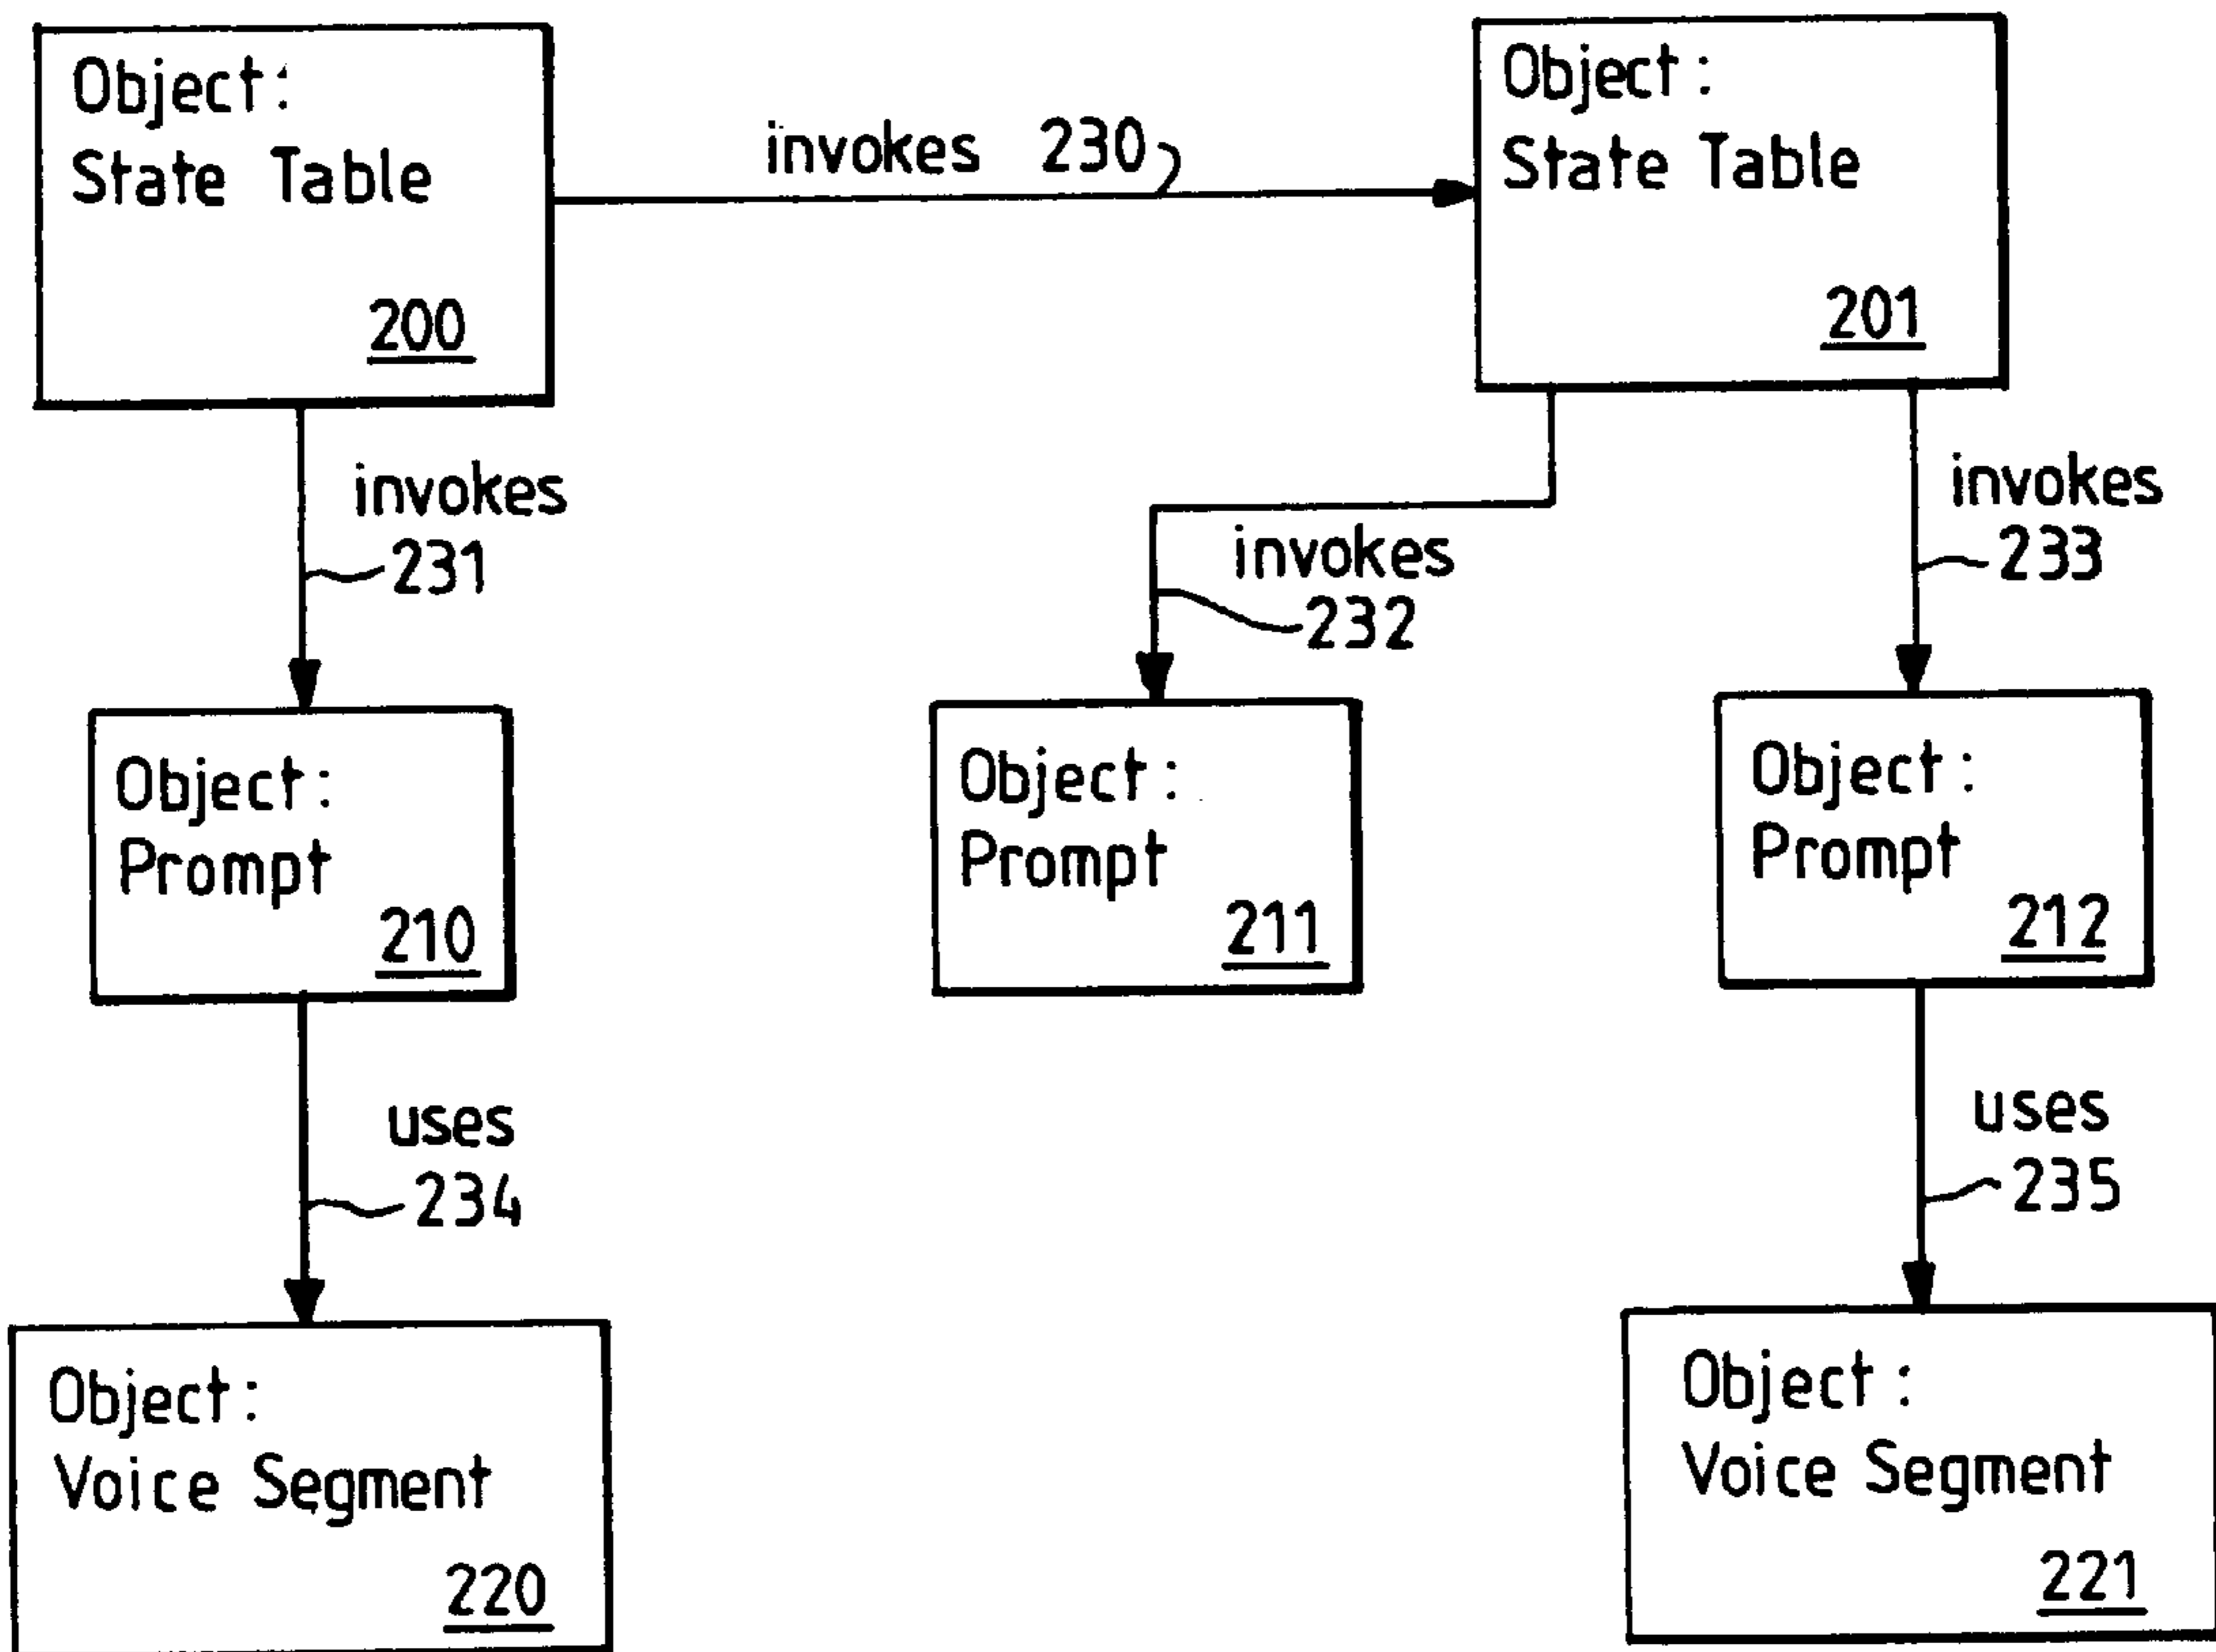 Object:
State Table
200
invokes 230
Object:
State Table
201
invokes
231
invokes
232
invokes
233
Object:
Prompt
210
Object:
Prompt
211
Object:
Prompt
212
uses
234
uses
235
Object:
Voice Segment
220
Object:
Voice Segment
221